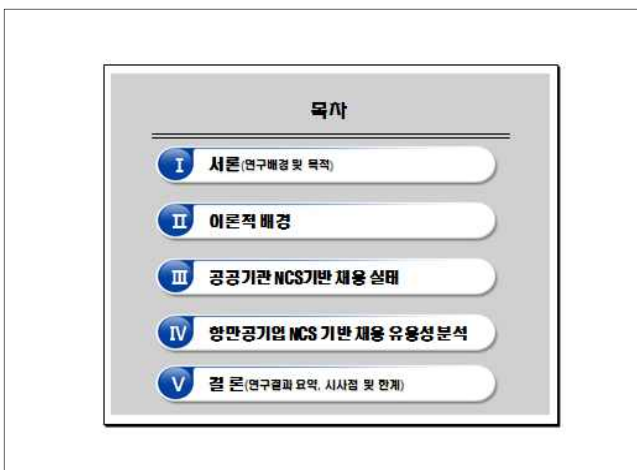 목차
Ⅰ 서론(연구배경 및 목적)
Ⅱ 이론적 배경
Ⅲ 공공기관 NCS기반 채용 실태
Ⅳ 항만공기업 NCS 기반 채용 유용성 분석
Ⅴ 결 론(연구결과 요약, 시사점 및 한계)